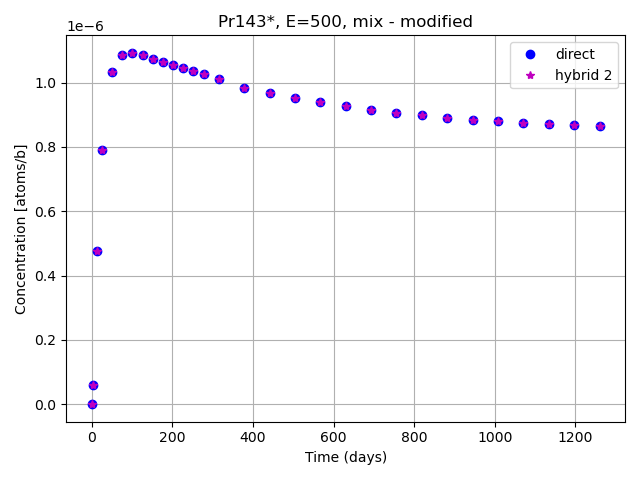 Pr143*, E=500, mix - modified
1e−6
direct
hybrid 2
1.0
0.8
0.6
0.4
0.2
0.0
Concentration [atoms/b]
0 200 400 600 800 1000 1200
Time (days)